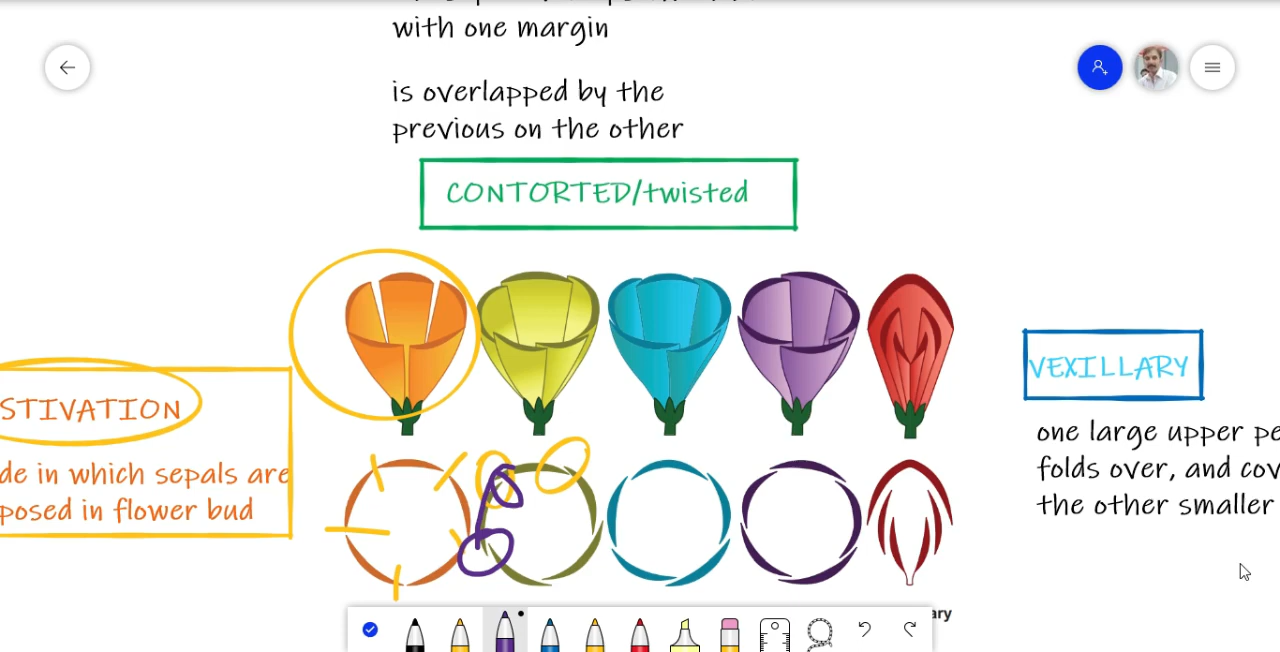 with one margin
is overlapped by the
previous on the other
CONTORTED/twisted
VEXILLARY
STIVATION
one large upper pe
de in which sepals are
folds over, and cov
posed in flower bud
the other smaller
ary